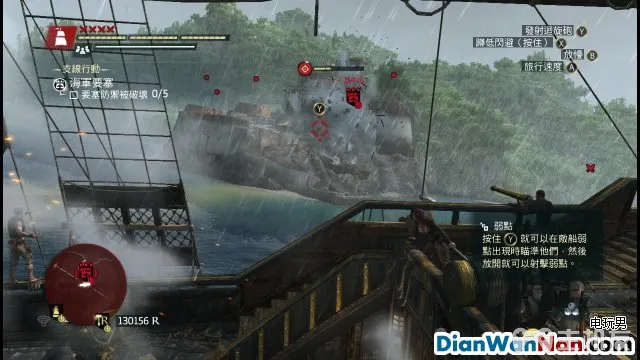 支線行動
海軍要塞
要塞防禦被破壞 0/5
發射迴旋砲 Y
蹲低閃避（按住） X
放慢 B
旅行速度 A
Y
弱點
按住 Y 就可以在敵船弱
點出現時瞄準他們，然後
放開就可以射擊弱點。
130156 R
电玩男
DianWanNan.com